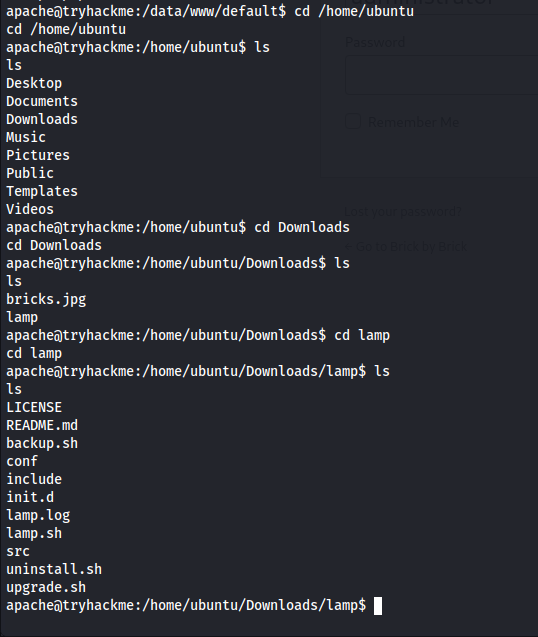 apache@tryhackme:/data/www/default$ cd /home/ubuntu
cd /home/ubuntu
apache@tryhackme:/home/ubuntu$ ls
ls
Desktop
Documents
Downloads
Music
Pictures
Public
Templates
Videos
apache@tryhackme:/home/ubuntu$ cd Downloads
cd Downloads
apache@tryhackme:/home/ubuntu/Downloads$ ls
ls
bricks.jpg
lamp
apache@tryhackme:/home/ubuntu/Downloads$ cd lamp
cd lamp
apache@tryhackme:/home/ubuntu/Downloads/lamp$ ls
ls
LICENSE
README.md
backup.sh
conf
include
init.d
lamp.log
lamp.sh
src
uninstall.sh
upgrade.sh
apache@tryhackme:/home/ubuntu/Downloads/lamp$
administrator
Password
Remember Me
Lost your password?
← Go to Brick by Brick